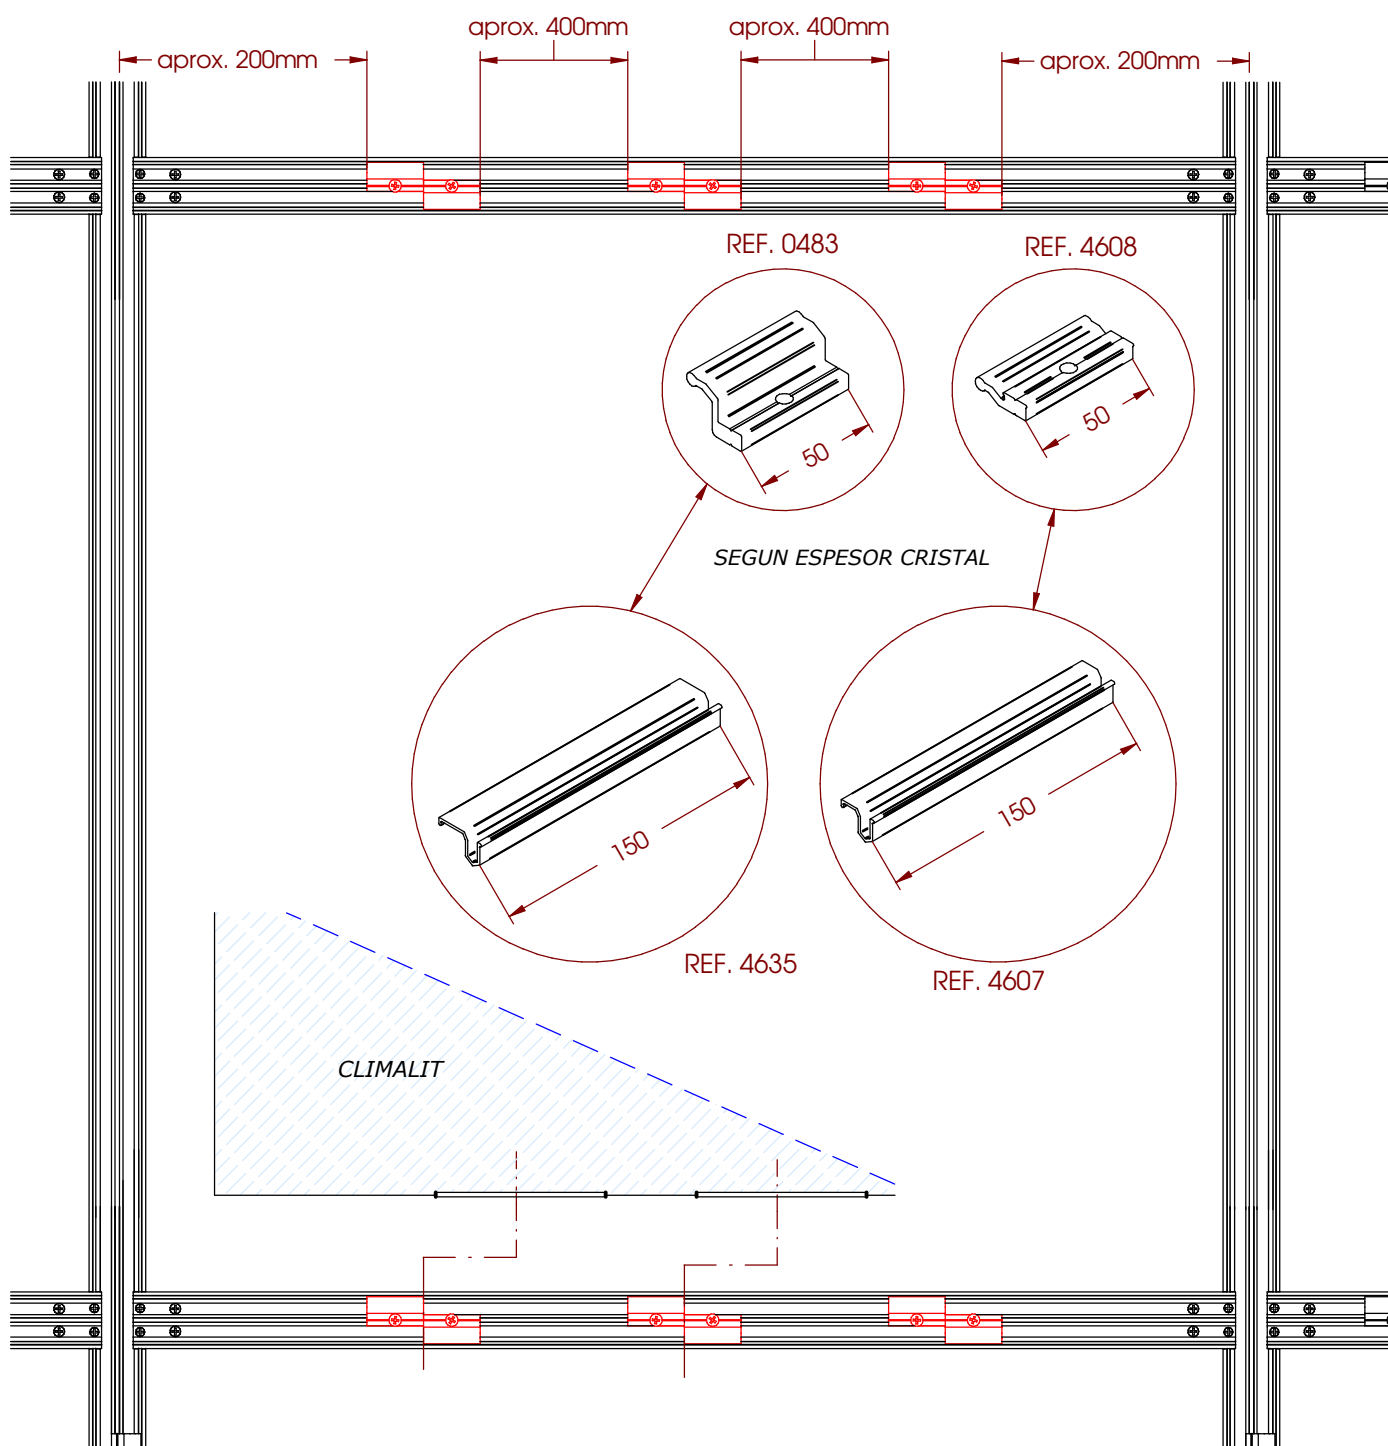 aprox. 400mm
aprox. 400mm
aprox. 200mm
aprox. 200mm
REF. 0483
REF. 4608
50
50
SEGUN ESPESOR CRISTAL
150
150
REF. 4635
REF. 4607
CLIMALIT